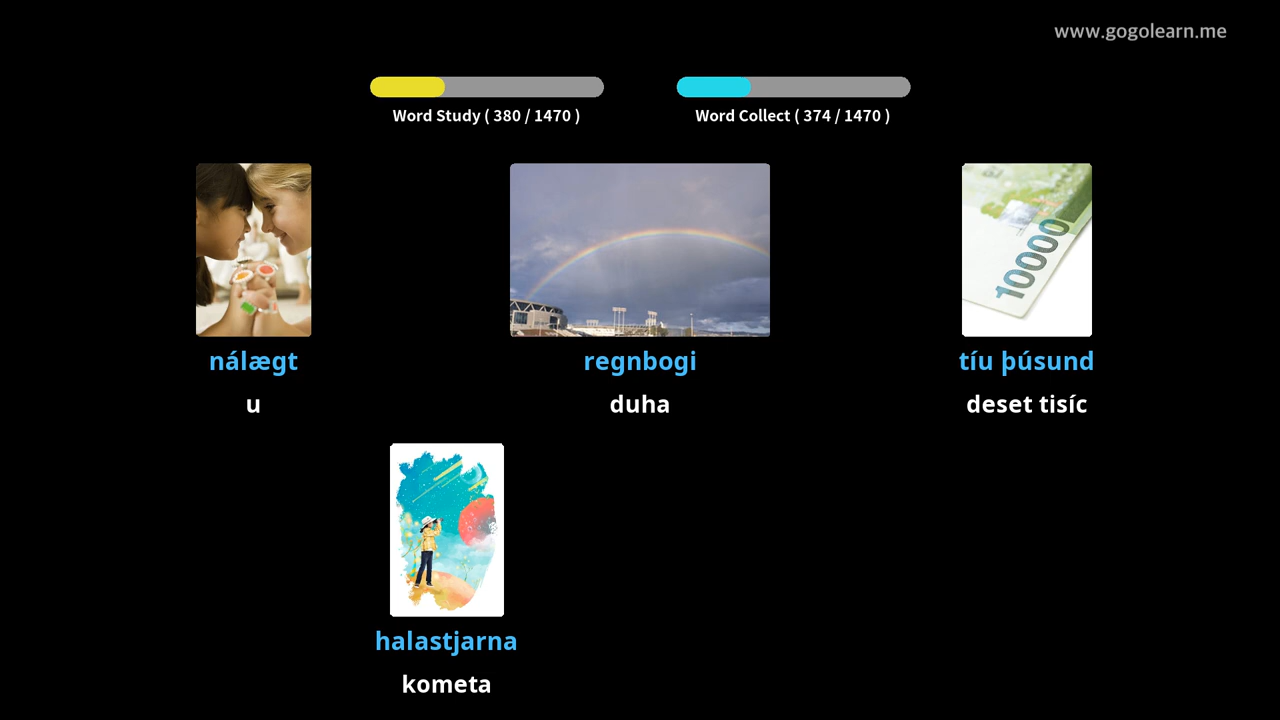 www.gogolearn.me
Word Study ( 380 / 1470 )
Word Collect ( 374 / 1470 )
10000
nálægt
regnbogi
tíu þúsund
u
duha
deset tisíc
halastjarna
kometa